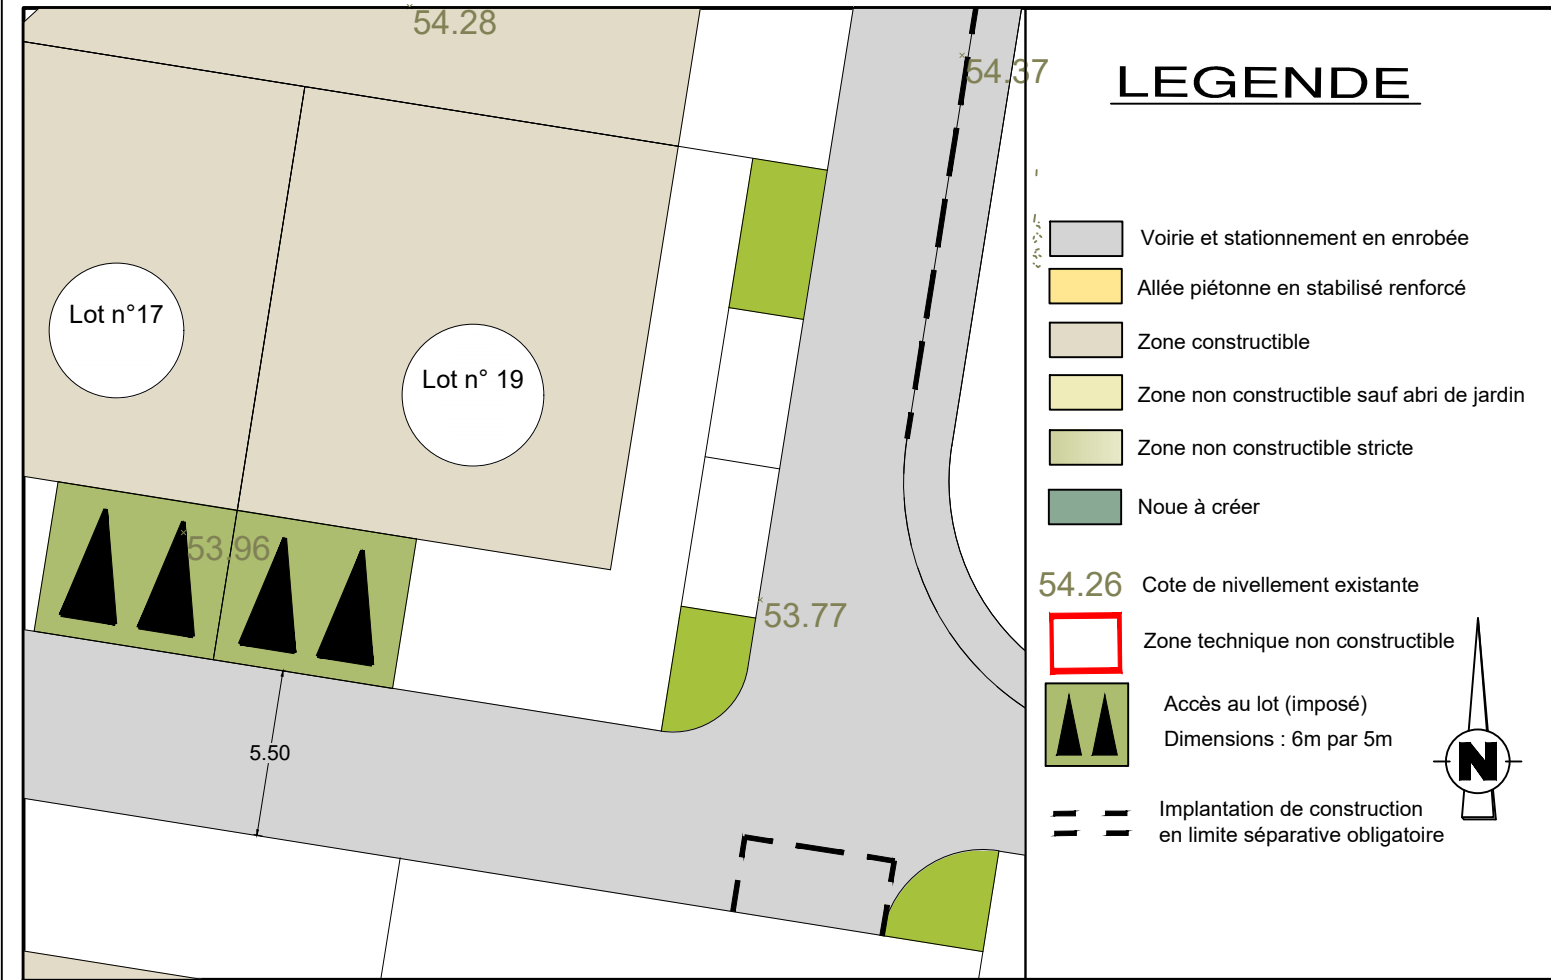 54.28
54.37
Lot n°17
Lot n° 19
53.96
53.77
5.50
LEGENDE
Voirie et stationnement en enrobée
Allée piétonne en stabilisé renforcé
Zone constructible
Zone non constructible sauf abri de jardin
Zone non constructible stricte
Noue à créer
54.26 Cote de nivellement existante
Zone technique non constructible
Accès au lot (imposé)
Dimensions : 6m par 5m
N
Implantation de construction
en limite séparative obligatoire